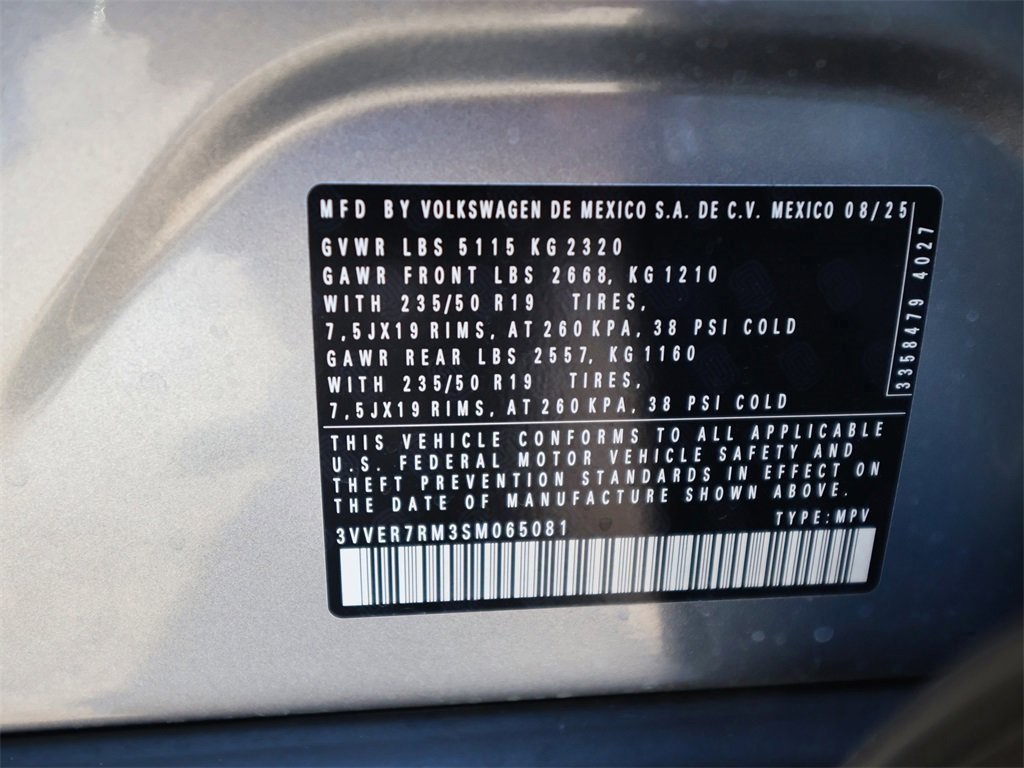 MFD BY VOLKSWAGEN DE MEXICO S.A. DE C.V. MEXICO 08/25
GVWR LBS 5115 KG 2320
GAWR FRONT LBS 2668, KG 1210
WITH 235/50 R19 TIRES,
7,5JX19 RIMS, AT 260 KPA, 38 PSI COLD
GAWR REAR LBS 2557, KG 1160
WITH 235/50 R19 TIRES,
7,5JX19 RIMS, AT 260 KPA, 38 PSI COLD
3358479 4027
THIS VEHICLE CONFORMS TO ALL APPLICABLE
U.S. FEDERAL MOTOR VEHICLE SAFETY AND
THEFT PREVENTION STANDARDS IN EFFECT ON
THE DATE OF MANUFACTURE SHOWN ABOVE.
3VVER7RM3SM065081 TYPE:MPV